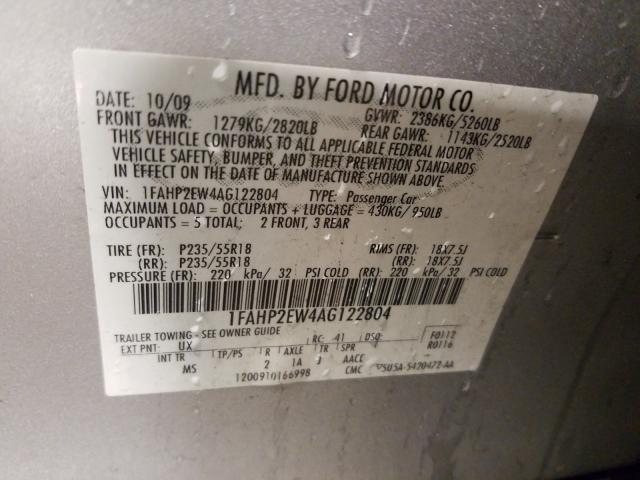 MFD. BY FORD MOTOR CO.
DATE: 10/09 GVWR: 2386KG/5260LB
FRONT GAWR: 1279KG/2820LB REAR GAWR: 1143KG/2520LB
THIS VEHICLE CONFORMS TO ALL APPLICABLE FEDERAL MOTOR
VEHICLE SAFETY, BUMPER, AND THEFT PREVENTION STANDARDS
IN EFFECT ON THE DATE OF MANUFACTURE SHOWN ABOVE.
VIN: 1FAHP2EW4AG122804 TYPE: Passenger Car
MAXIMUM LOAD = OCCUPANTS + LUGGAGE = 430KG/ 950LB
OCCUPANTS = 5 TOTAL; 2 FRONT, 3 REAR
TIRE (FR): P235/55R18 RIMS (FR): 18X7.5J
(RR): P235/55R18 (RR): 18X7.5J
PRESSURE (FR): 220 kPa/ 32 PSI COLD (RR): 220 kPa/ 32 PSI COLD
1FAHP2EW4AG122804
TRAILER TOWING - SEE OWNER GUIDE RC: 41 DSO: F0112
EXT PNT: UX R0116
INT TR TP/PS R AXLE TR SPR
MS 2 1A J AACE
1200910166998 CMC -5420472-AA